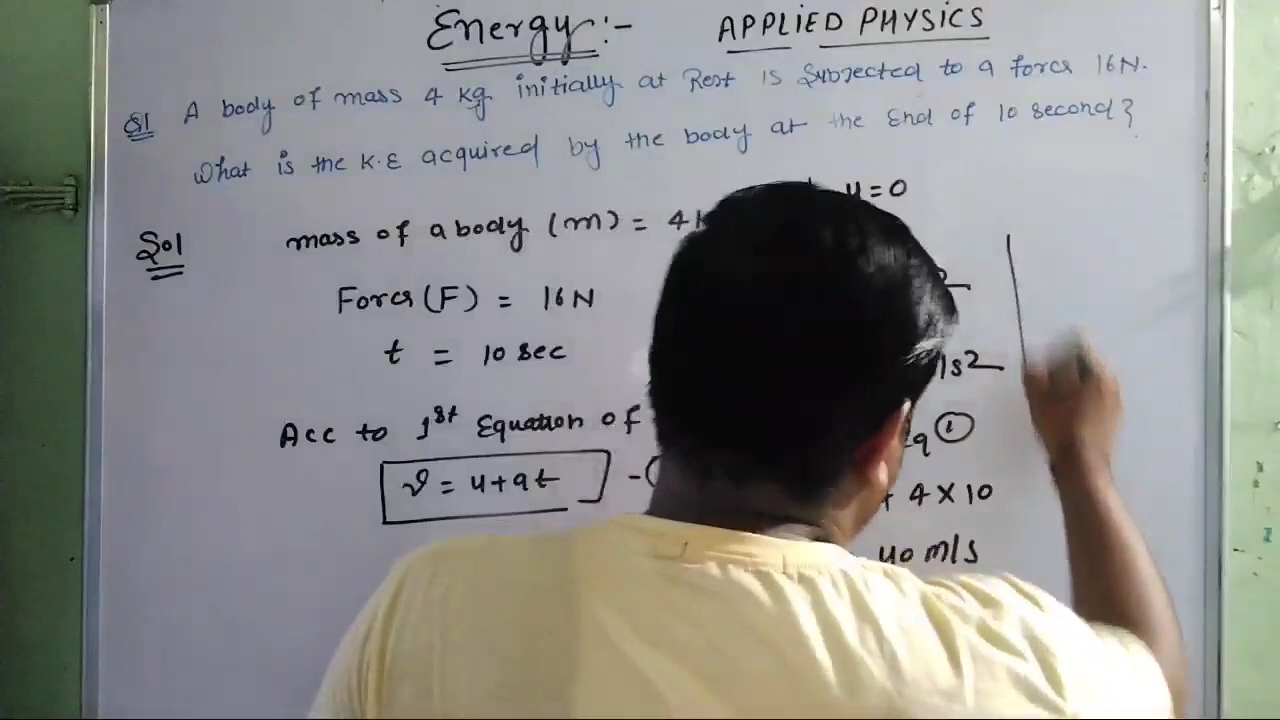 Energy:- APPLIED PHYSICS
Q1 A body of mass 4 kg initially at Rest is Subjected to a force 16N.
What is the K.E acquired by the body at the End of 10 second?
u=0
Sol mass of a body (m) = 4
Force (F) = 16N
t = 10 sec
s2
Acc to 1st Equation of
q ①
v = u+at
4 X 10
40 m/s